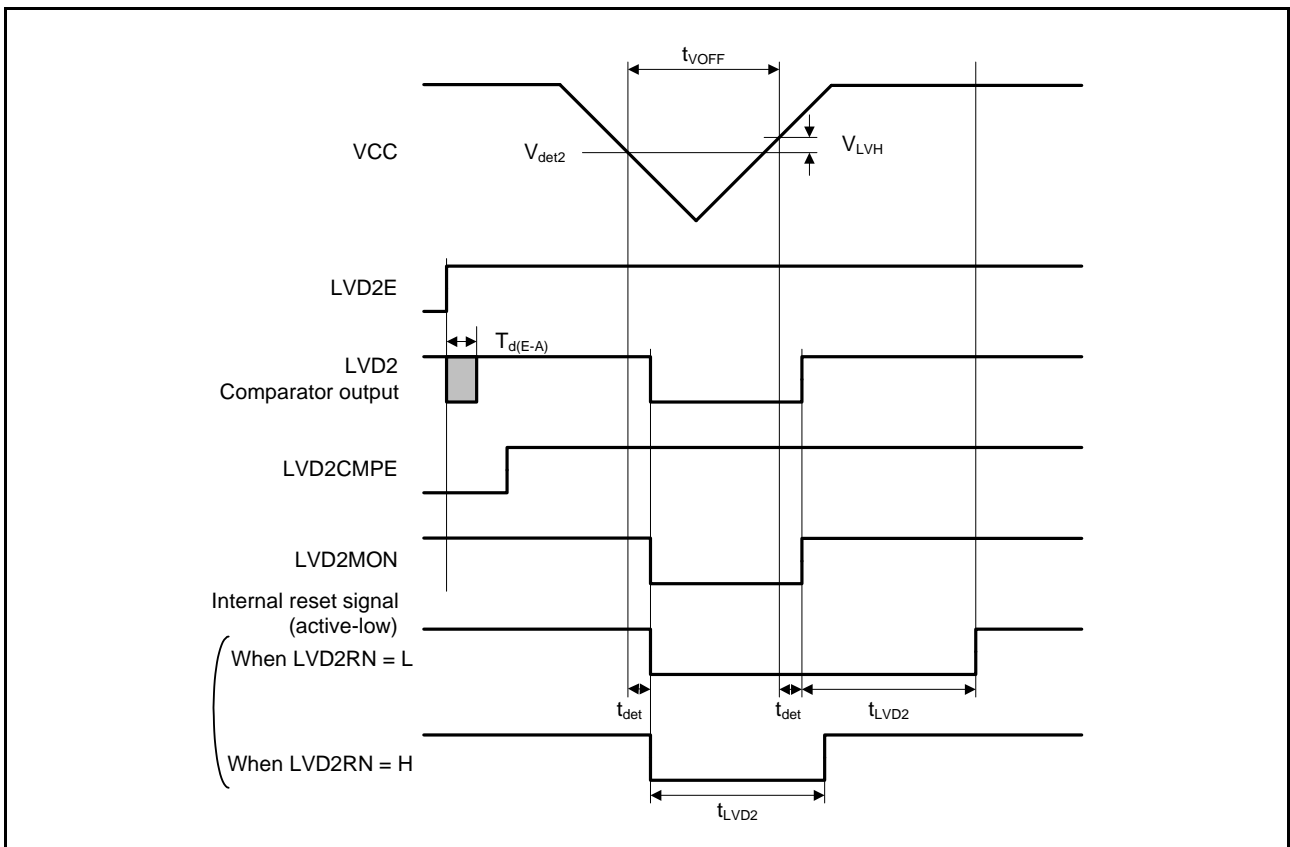 tVOFF
VCC
Vdet2
VLVH
LVD2E
Td(E-A)
LVD2
Comparator output
LVD2CMPE
LVD2MON
Internal reset signal
(active-low)
When LVD2RN = L
tdet
tdet
tLVD2
When LVD2RN = H
tLVD2